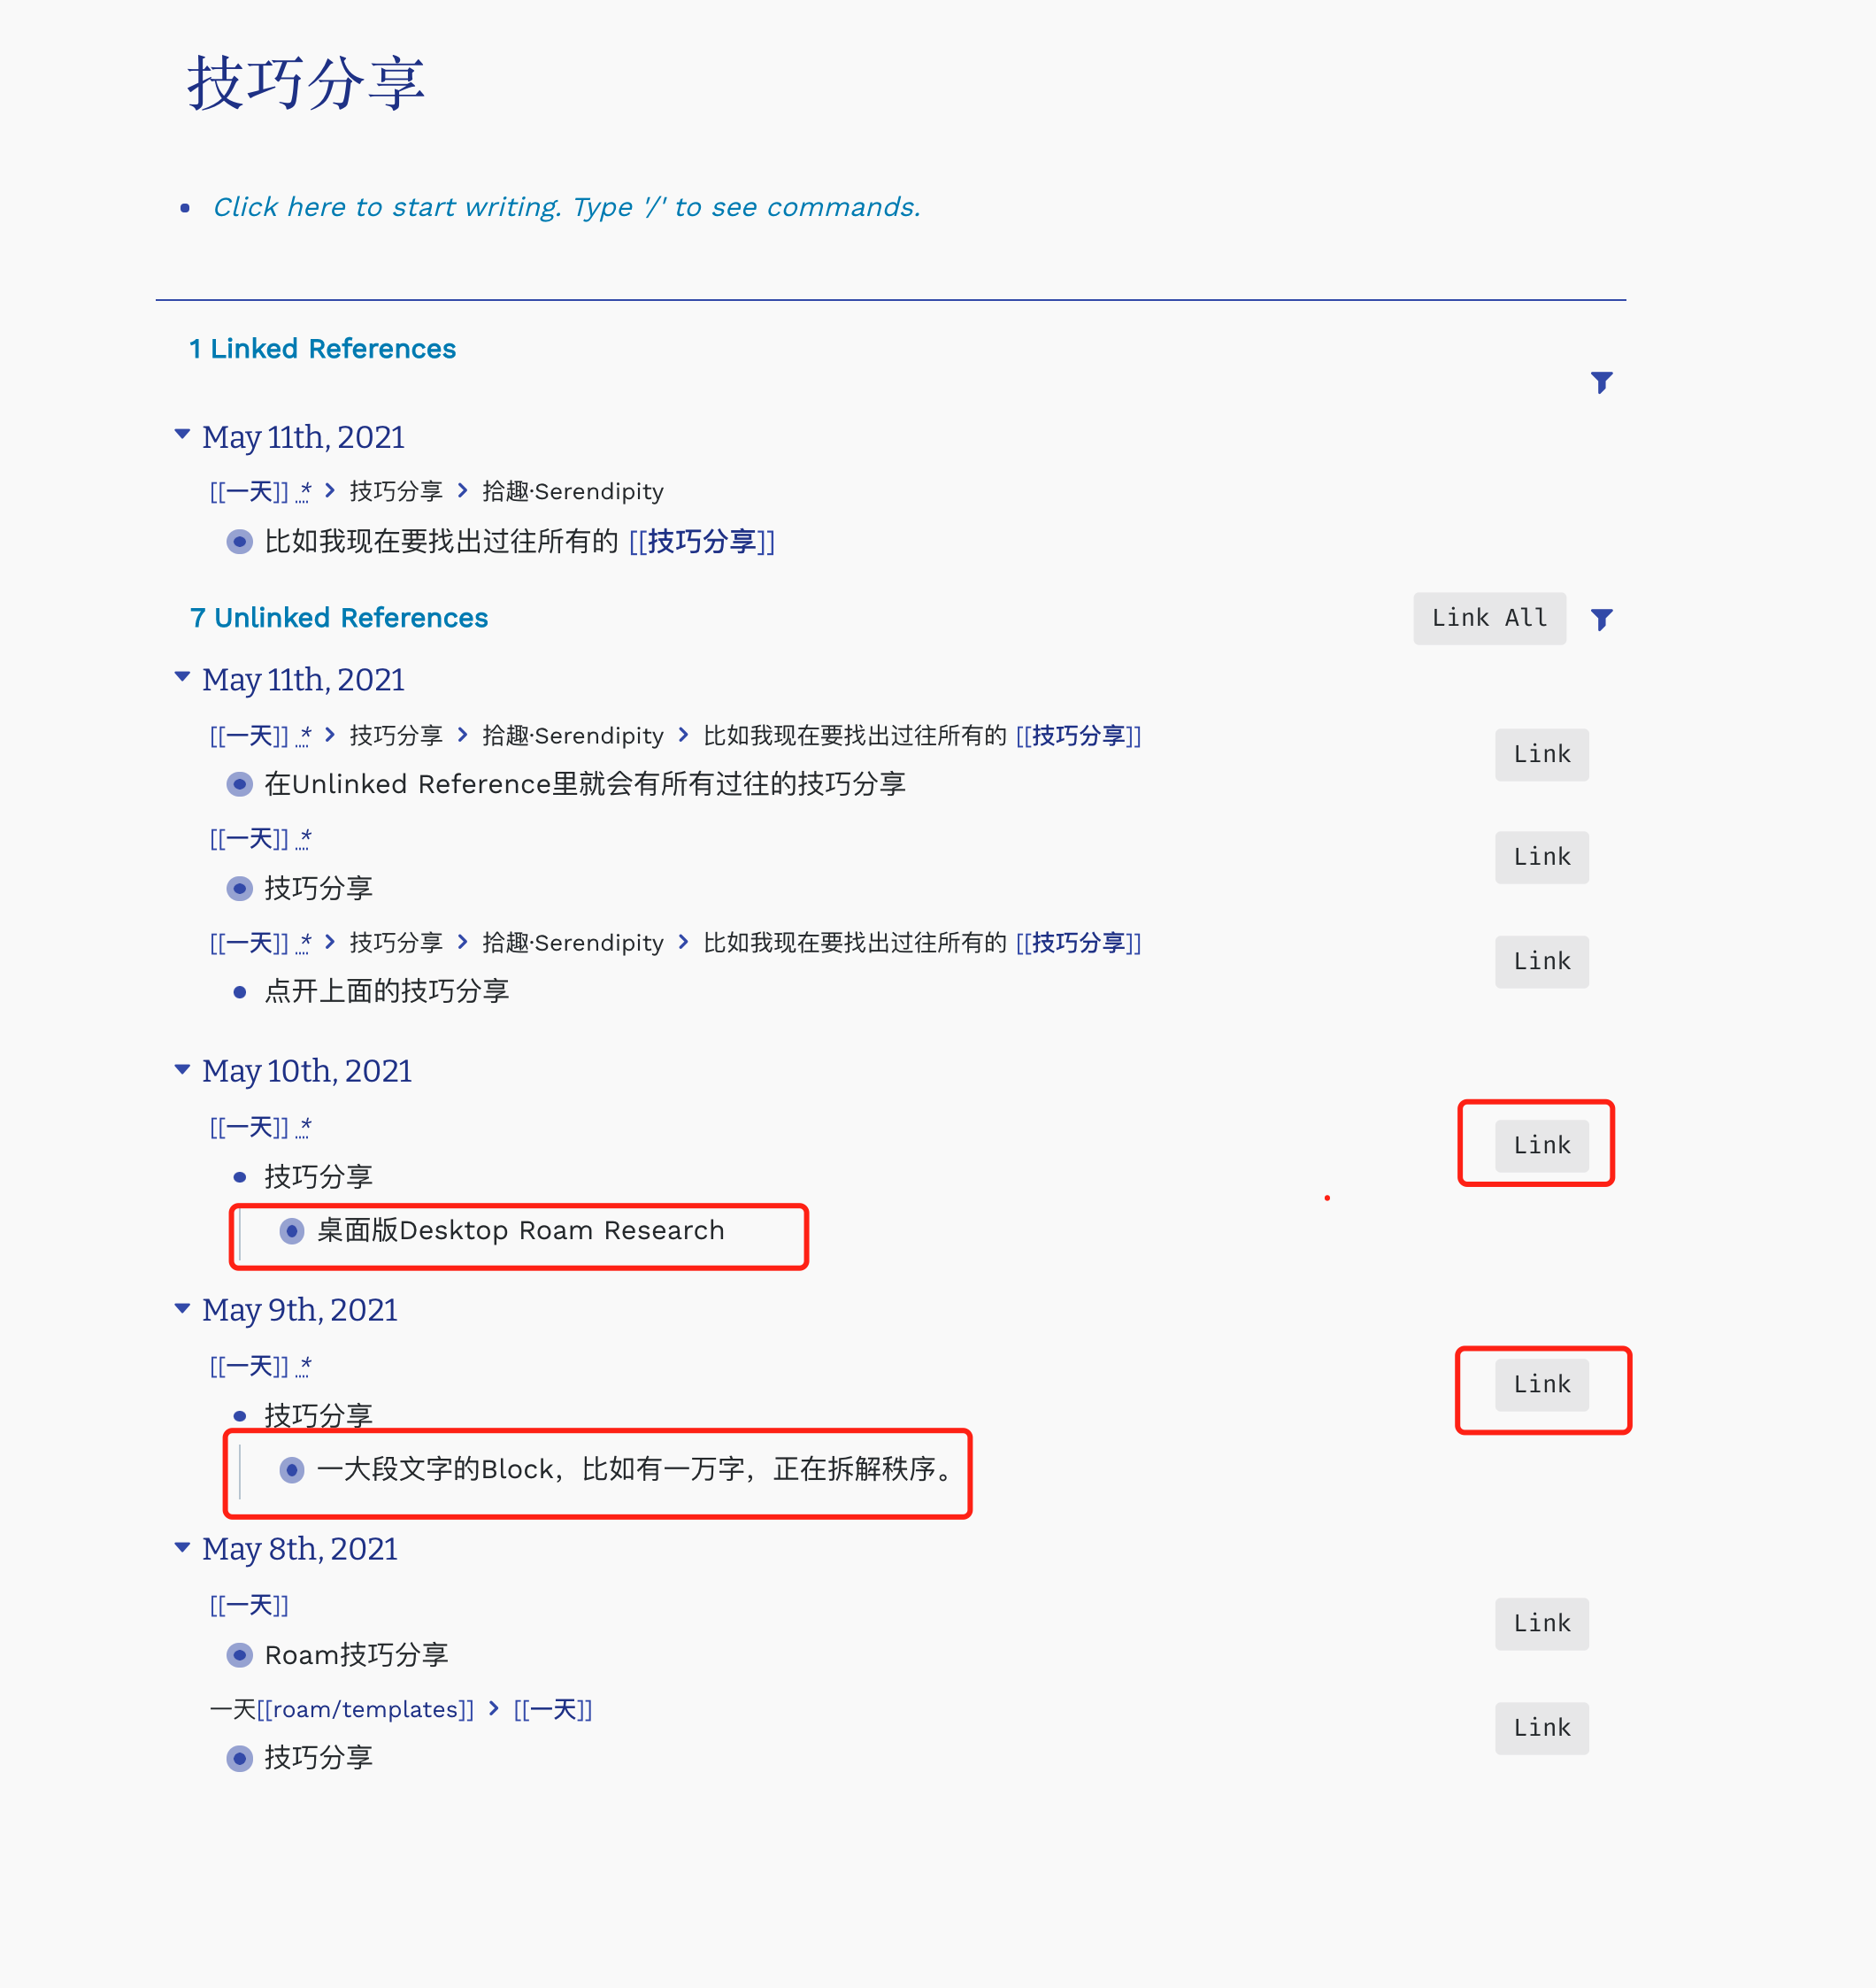 技巧分享
Click here to start writing. Type '/' to see commands.
1 Linked References
May 11th, 2021
[[一天]] * > 技巧分享 > 拾趣·Serendipity
比如我现在要找出过往所有的 [[技巧分享]]
7 Unlinked References
Link All
May 11th, 2021
[[一天]] * > 技巧分享 > 拾趣·Serendipity > 比如我现在要找出过往所有的 [[技巧分享]]
Link
在Unlinked Reference里就会有所有过往的技巧分享
[[一天]] *
Link
技巧分享
[[一天]] * > 技巧分享 > 拾趣·Serendipity > 比如我现在要找出过往所有的 [[技巧分享]]
Link
点开上面的技巧分享
May 10th, 2021
[[一天]] *
Link
技巧分享
桌面版Desktop Roam Research
May 9th, 2021
[[一天]] *
Link
技巧分享
一大段文字的Block，比如有一万字，正在拆解秩序。
May 8th, 2021
[[一天]]
Link
Roam技巧分享
一天[[roam/templates]] > [[一天]]
Link
技巧分享